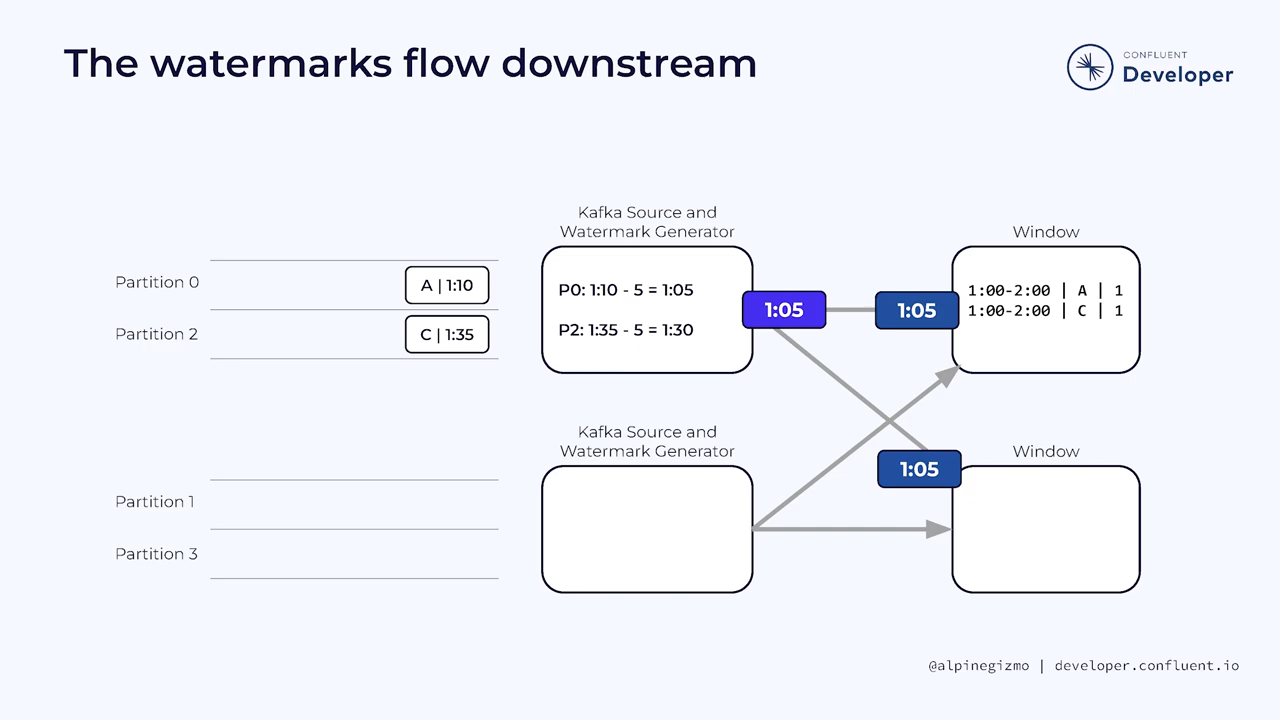 The watermarks flow downstream
CONFLUENT
Developer
Kafka Source and
Watermark Generator
Window
Partition 0
A | 1:10
P0: 1:10 - 5 = 1:05
1:05
1:05
1:00-2:00 | A | 1
1:00-2:00 | C | 1
Partition 2
C | 1:35
P2: 1:35 - 5 = 1:30
Kafka Source and
Watermark Generator
Window
1:05
Partition 1
Partition 3
@alpinegizmo | developer.confluent.io